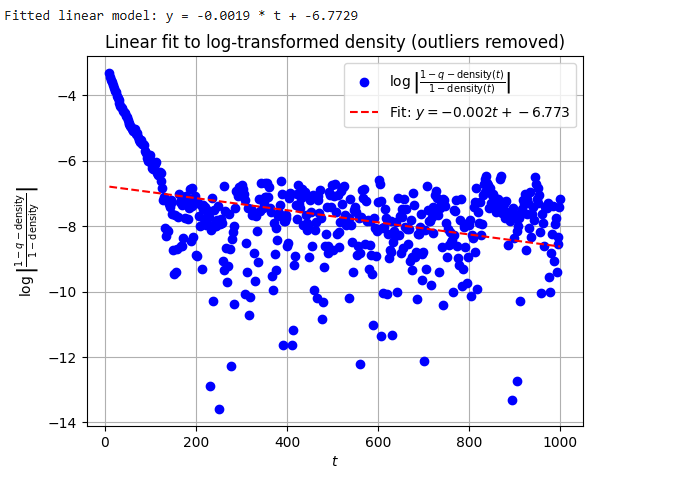 Fitted linear model: y = -0.0019 * t + -6.7729
Linear fit to log-transformed density (outliers removed)
log |1 − q − density(t) / 1 − density(t)|
Fit: y = −0.002t + −6.773
log |1 − q − density / 1 − density|
−4
−6
−8
−10
−12
−14
0 200 400 600 800 1000
t